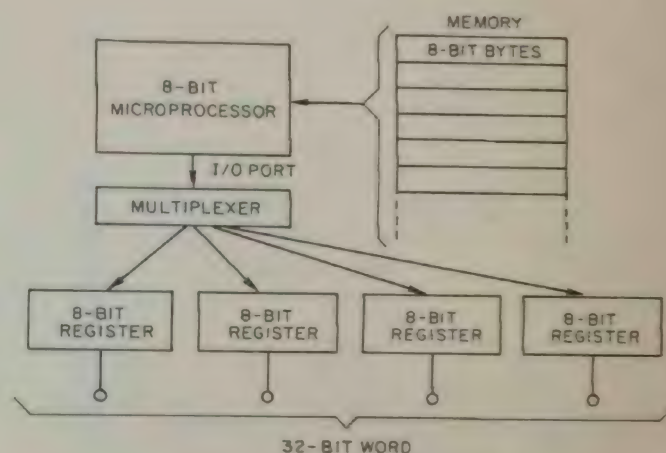 MEMORY
8-BIT BYTES
8-BIT
MICROPROCESSOR
I/O PORT
MULTIPLEXER
8-BIT
REGISTER
8-BIT
REGISTER
8-BIT
REGISTER
8-BIT
REGISTER
32-BIT WORD